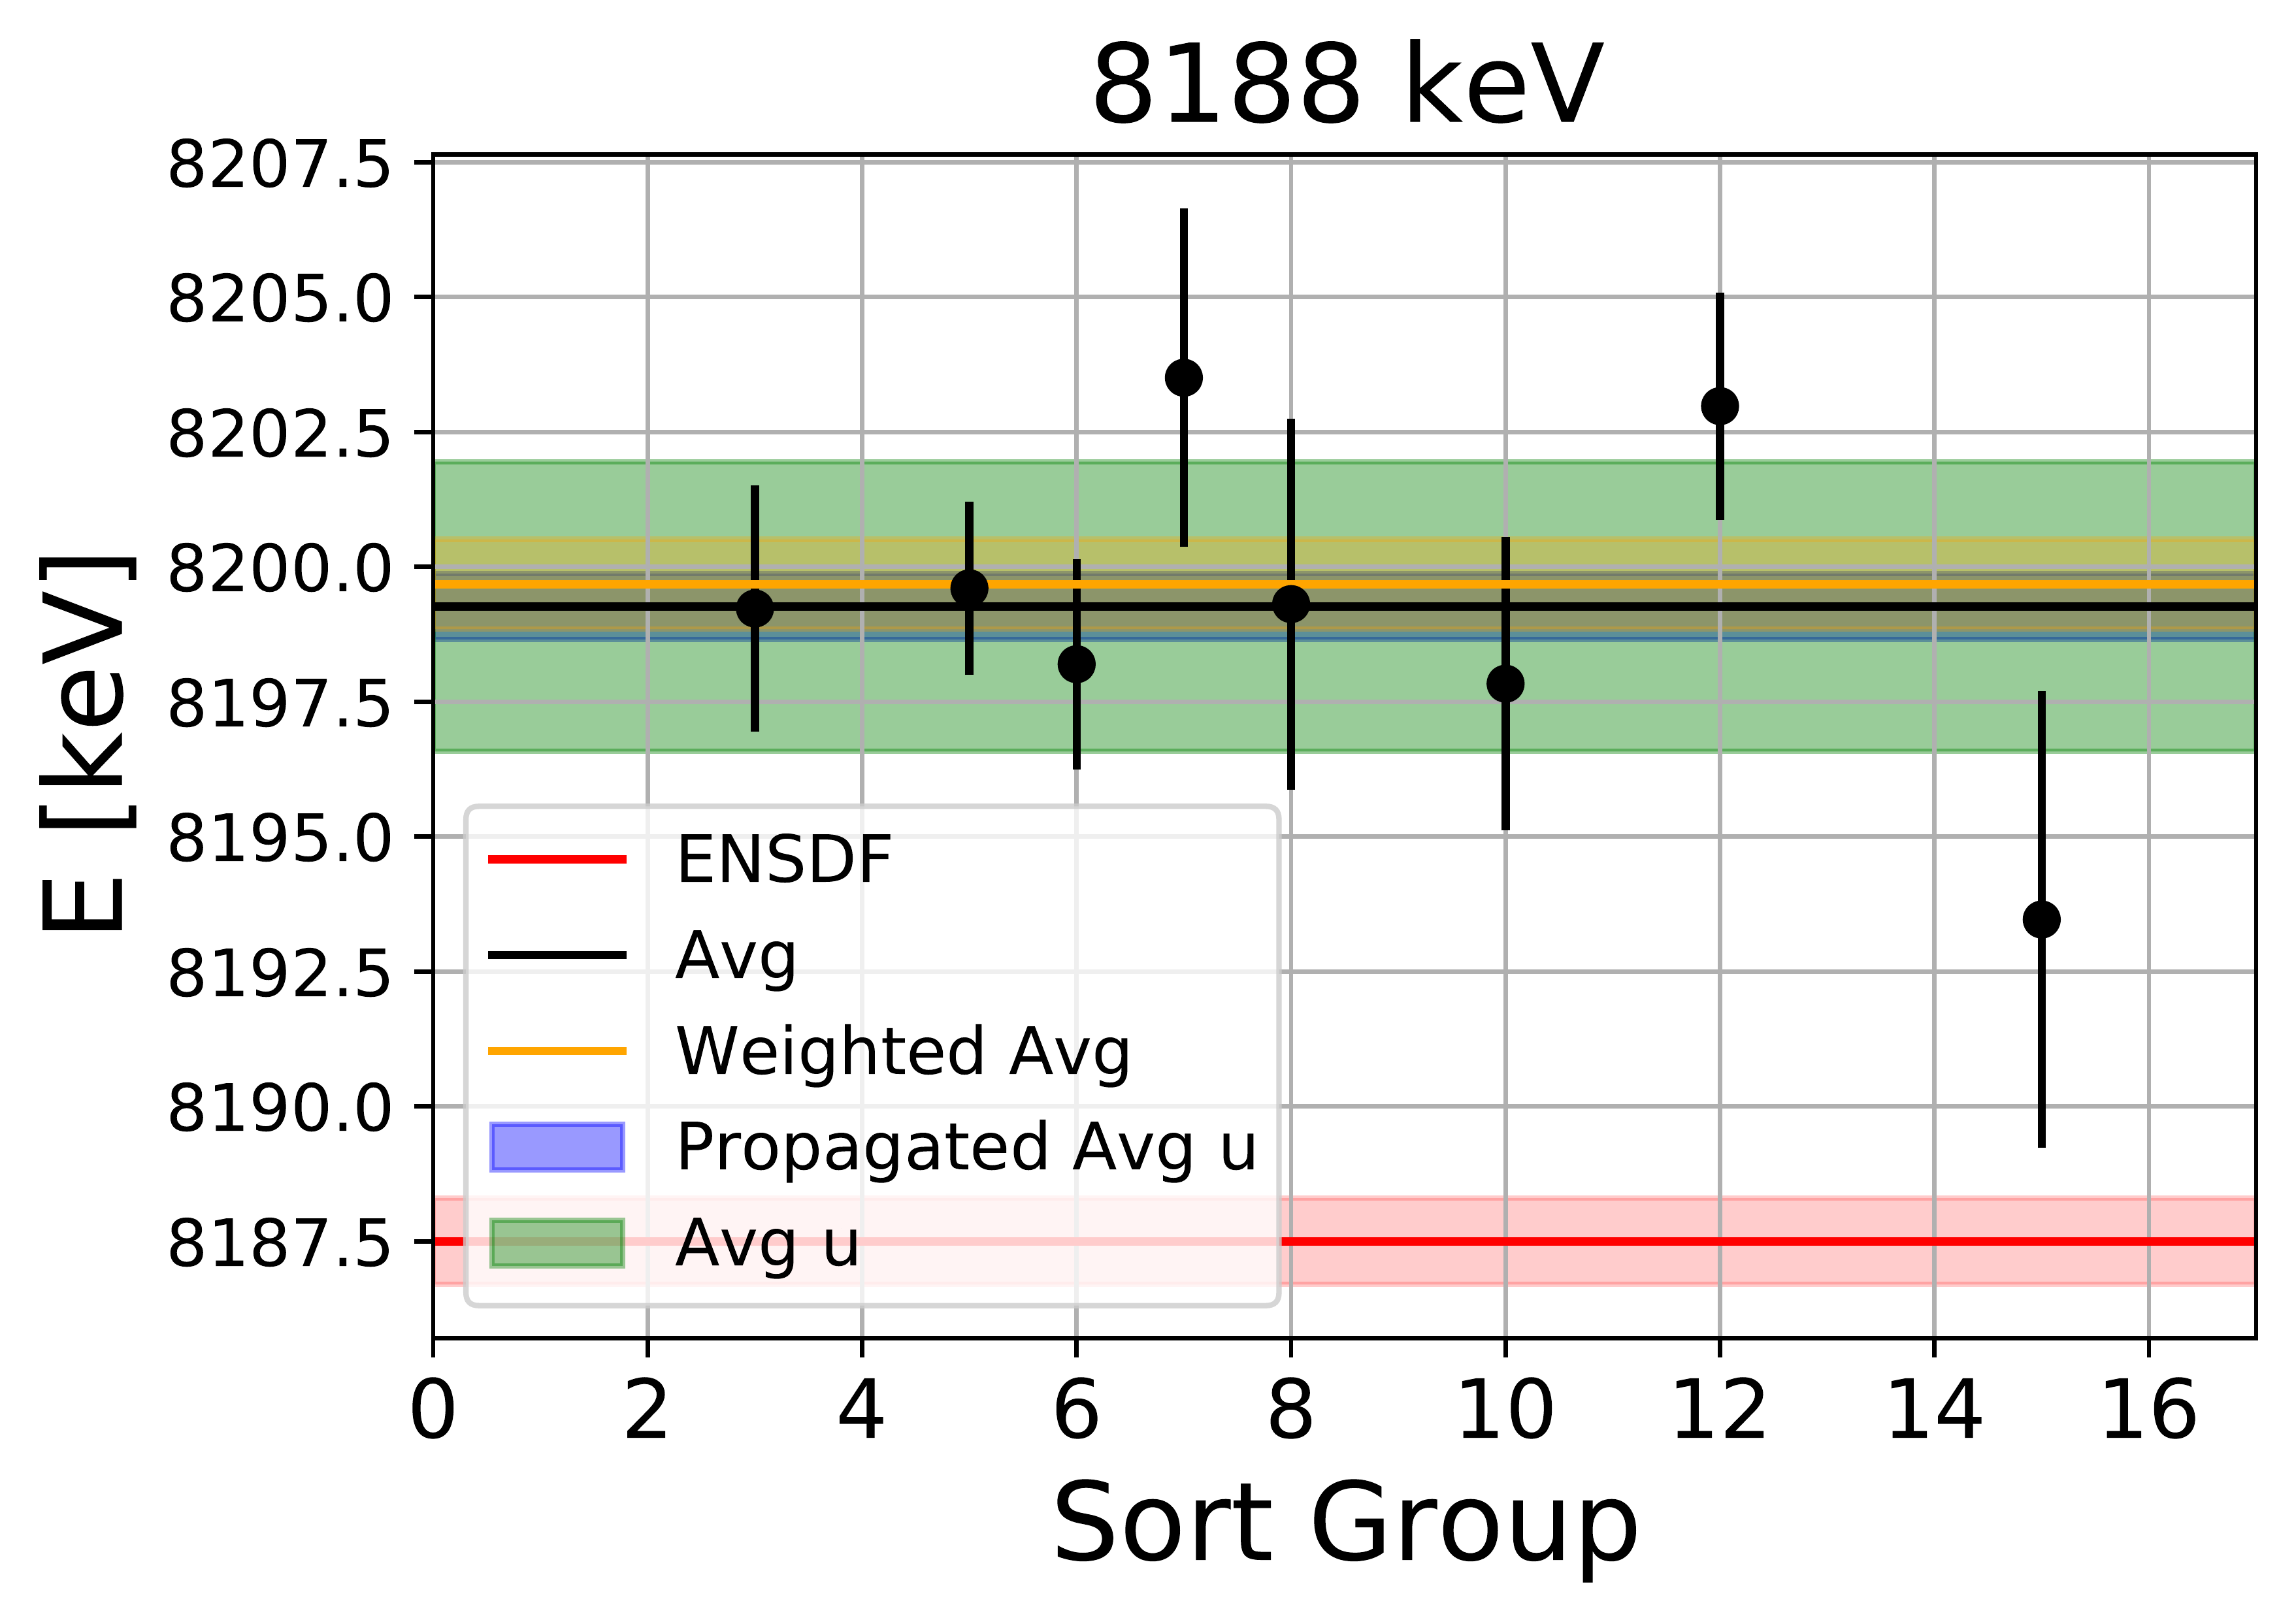 8188 keV
8207.5
8205.0
8202.5
8200.0
8197.5
8195.0
8192.5
8190.0
8187.5
E [keV]
ENSDF
Avg
Weighted Avg
Propagated Avg u
Avg u
0 2 4 6 8 10 12 14 16
Sort Group